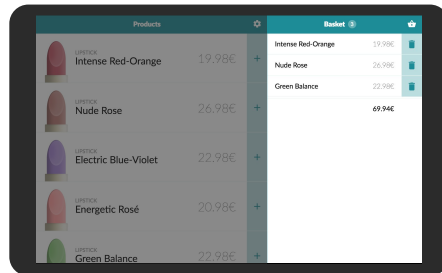 Products
LIPSTICK
Intense Red-Orange
19.98€
+
LIPSTICK
Nude Rose
26.98€
+
LIPSTICK
Electric Blue-Violet
22.98€
+
LIPSTICK
Energetic Rosé
20.98€
+
LIPSTICK
Green Balance
22.98€
+
Basket 3
Intense Red-Orange 19.98€
Nude Rose 26.98€
Green Balance 22.98€
69.94€